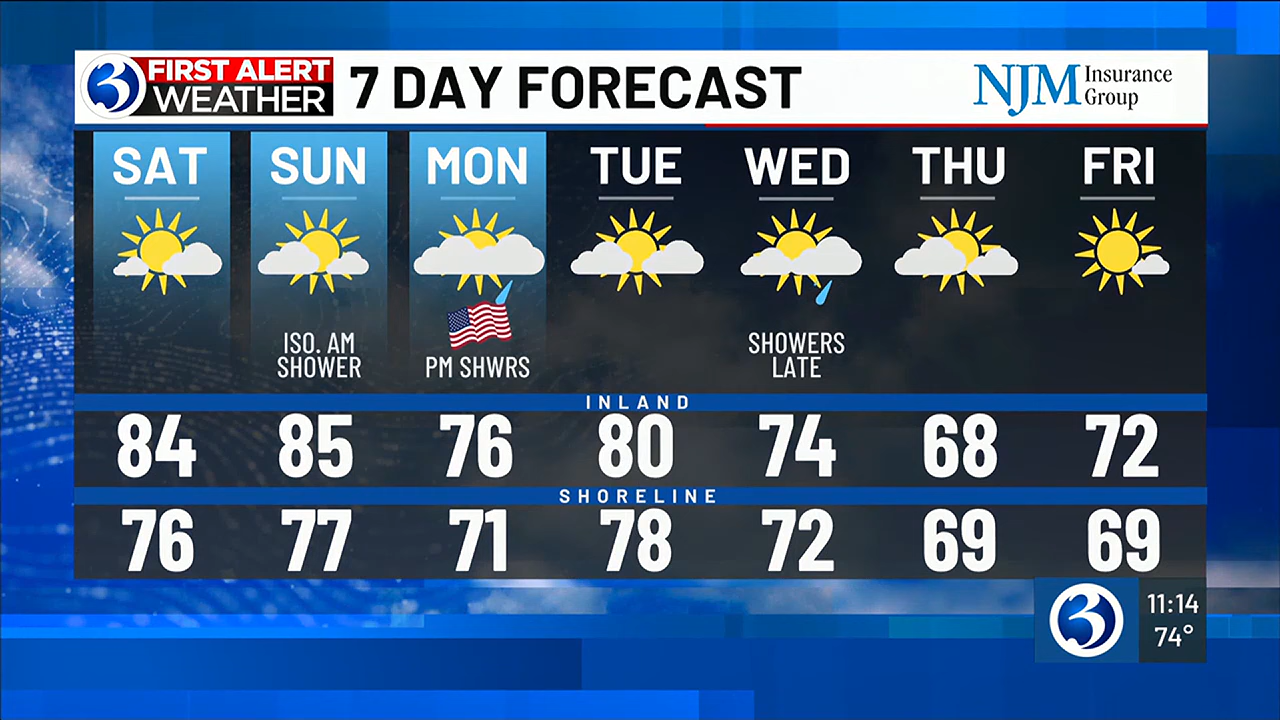 3 FIRST ALERT
WEATHER
7 DAY FORECAST
NJM Insurance
Group
SAT SUN MON TUE WED THU FRI
ISO. AM
SHOWER
PM SHWRS
SHOWERS
LATE
INLAND
84 85 76 80 74 68 72
SHORELINE
76 77 71 78 72 69 69
3
11:14
74°